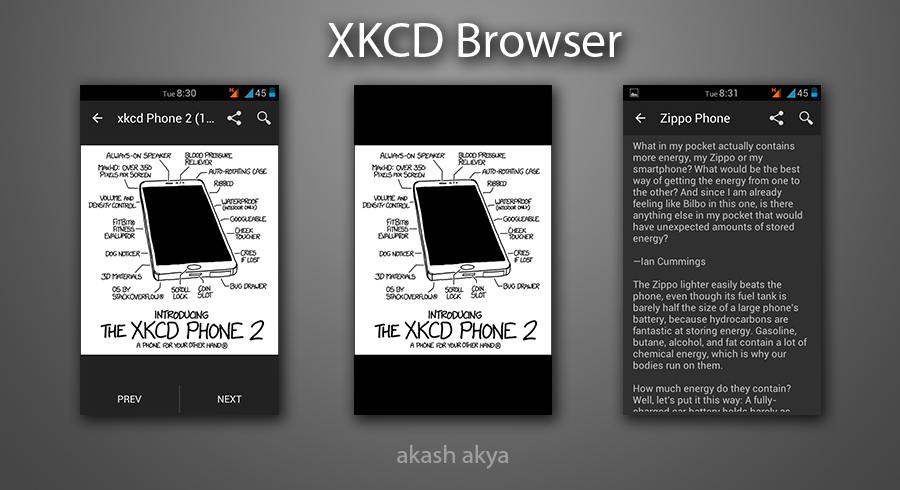 XKCD Browser
Tue 8:30
H
45
xkcd Phone 2 (1...
ALWAYS-ON SPEAKER
BLOOD PRESSURE
RELIEVER
MAXHD: OVER 350
PIXELS PER SCREEN
AUTO-ROTATING CASE
RIBBED
VOLUME AND
DENSITY CONTROL
WATERPROOF
(INTERIOR ONLY)
GOOGLEABLE
FITBIT®
FITNESS
EVALUATOR
CHEEK
TOUCHER
DOG NOTICER
CRIES
IF LOST
3D MATERIALS
BUG DRAWER
OS BY
STACKOVERFLOW®
SCROLL
LOCK
COIN
SLOT
INTRODUCING
THE XKCD PHONE 2
A PHONE FOR YOUR OTHER HAND®
PREV
NEXT
ALWAYS-ON SPEAKER
BLOOD PRESSURE
RELIEVER
MAXHD: OVER 350
PIXELS PER SCREEN
AUTO-ROTATING CASE
RIBBED
VOLUME AND
DENSITY CONTROL
WATERPROOF
(INTERIOR ONLY)
GOOGLEABLE
FITBIT®
FITNESS
EVALUATOR
CHEEK
TOUCHER
DOG NOTICER
CRIES
IF LOST
3D MATERIALS
BUG DRAWER
OS BY
STACKOVERFLOW®
SCROLL
LOCK
COIN
SLOT
INTRODUCING
THE XKCD PHONE 2
A PHONE FOR YOUR OTHER HAND®
Tue 8:31
H
45
Zippo Phone
What in my pocket actually contains
more energy, my Zippo or my
smartphone? What would be the best
way of getting the energy from one to
the other? And since I am already
feeling like Bilbo in this one, is there
anything else in my pocket that would
have unexpected amounts of stored
energy?
—Ian Cummings
The Zippo lighter easily beats the
phone, even though its fuel tank is
barely half the size of a large phone's
battery, because hydrocarbons are
fantastic at storing energy. Gasoline,
butane, alcohol, and fat contain a lot of
chemical energy, which is why our
bodies run on them.
How much energy do they contain?
Well, let's put it this way: A fully-
charged car battery holds barely as
akash akya